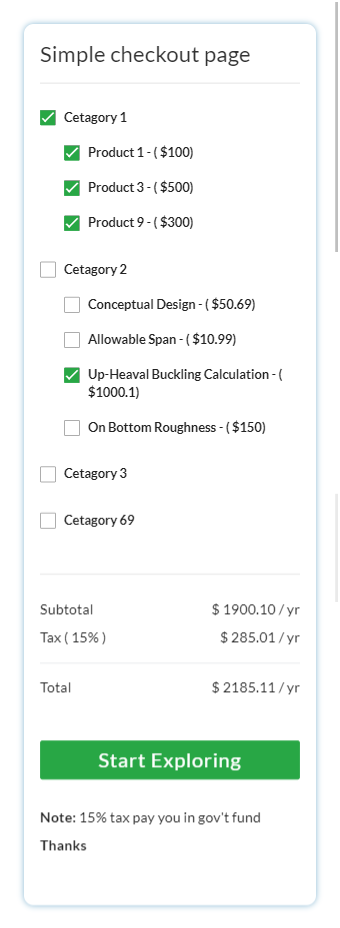 Simple checkout page
Cetagory 1
Product 1 - ( $100)
Product 3 - ( $500)
Product 9 - ( $300)
Cetagory 2
Conceptual Design - ( $50.69)
Allowable Span - ( $10.99)
Up-Heaval Buckling Calculation - (
$1000.1)
On Bottom Roughness - ( $150)
Cetagory 3
Cetagory 69
Subtotal $ 1900.10 / yr
Tax ( 15% ) $ 285.01 / yr
Total $ 2185.11 / yr
Start Exploring
Note: 15% tax pay you in gov't fund
Thanks